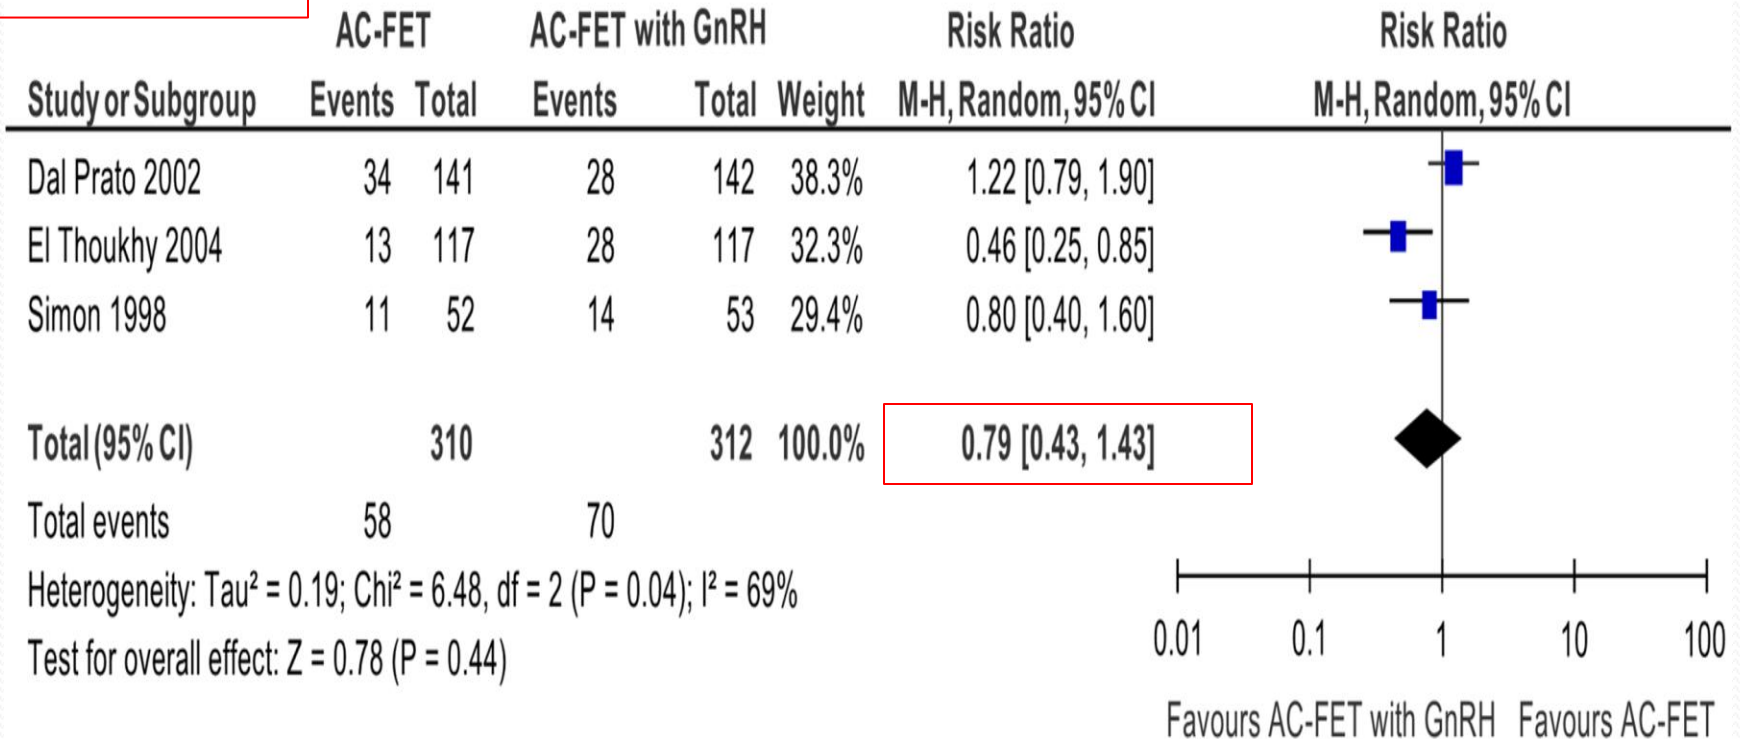 AC-FET AC-FET with GnRH Risk Ratio Risk Ratio
Study or Subgroup Events Total Events Total Weight M-H, Random, 95% CI M-H, Random, 95% CI
Dal Prato 2002 34 141 28 142 38.3% 1.22 [0.79, 1.90]
El Thoukhy 2004 13 117 28 117 32.3% 0.46 [0.25, 0.85]
Simon 1998 11 52 14 53 29.4% 0.80 [0.40, 1.60]
Total (95% CI) 310 312 100.0% 0.79 [0.43, 1.43]
Total events 58 70
Heterogeneity: Tau² = 0.19; Chi² = 6.48, df = 2 (P = 0.04); I² = 69%
Test for overall effect: Z = 0.78 (P = 0.44)
0.01 0.1 1 10 100
Favours AC-FET with GnRH Favours AC-FET